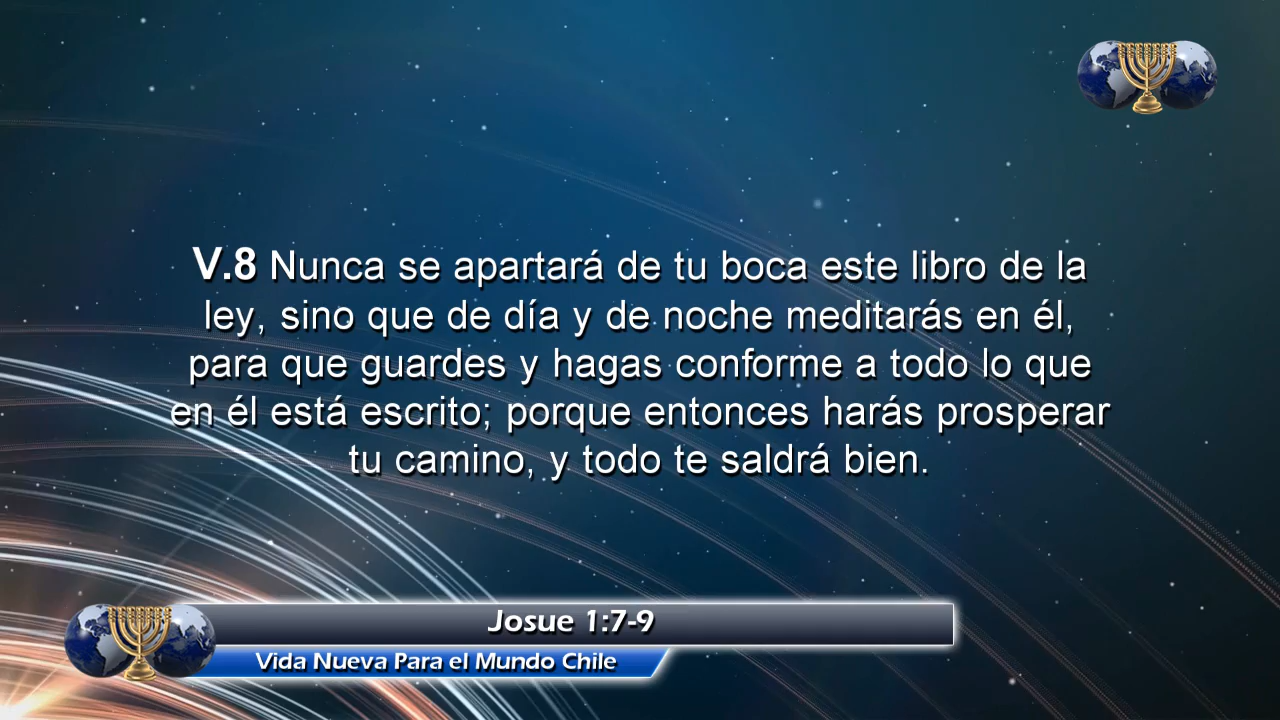 V.8 Nunca se apartará de tu boca este libro de la
ley, sino que de día y de noche meditarás en él,
para que guardes y hagas conforme a todo lo que
en él está escrito; porque entonces harás prosperar
tu camino, y todo te saldrá bien.
Josue 1:7-9
Vida Nueva Para el Mundo Chile